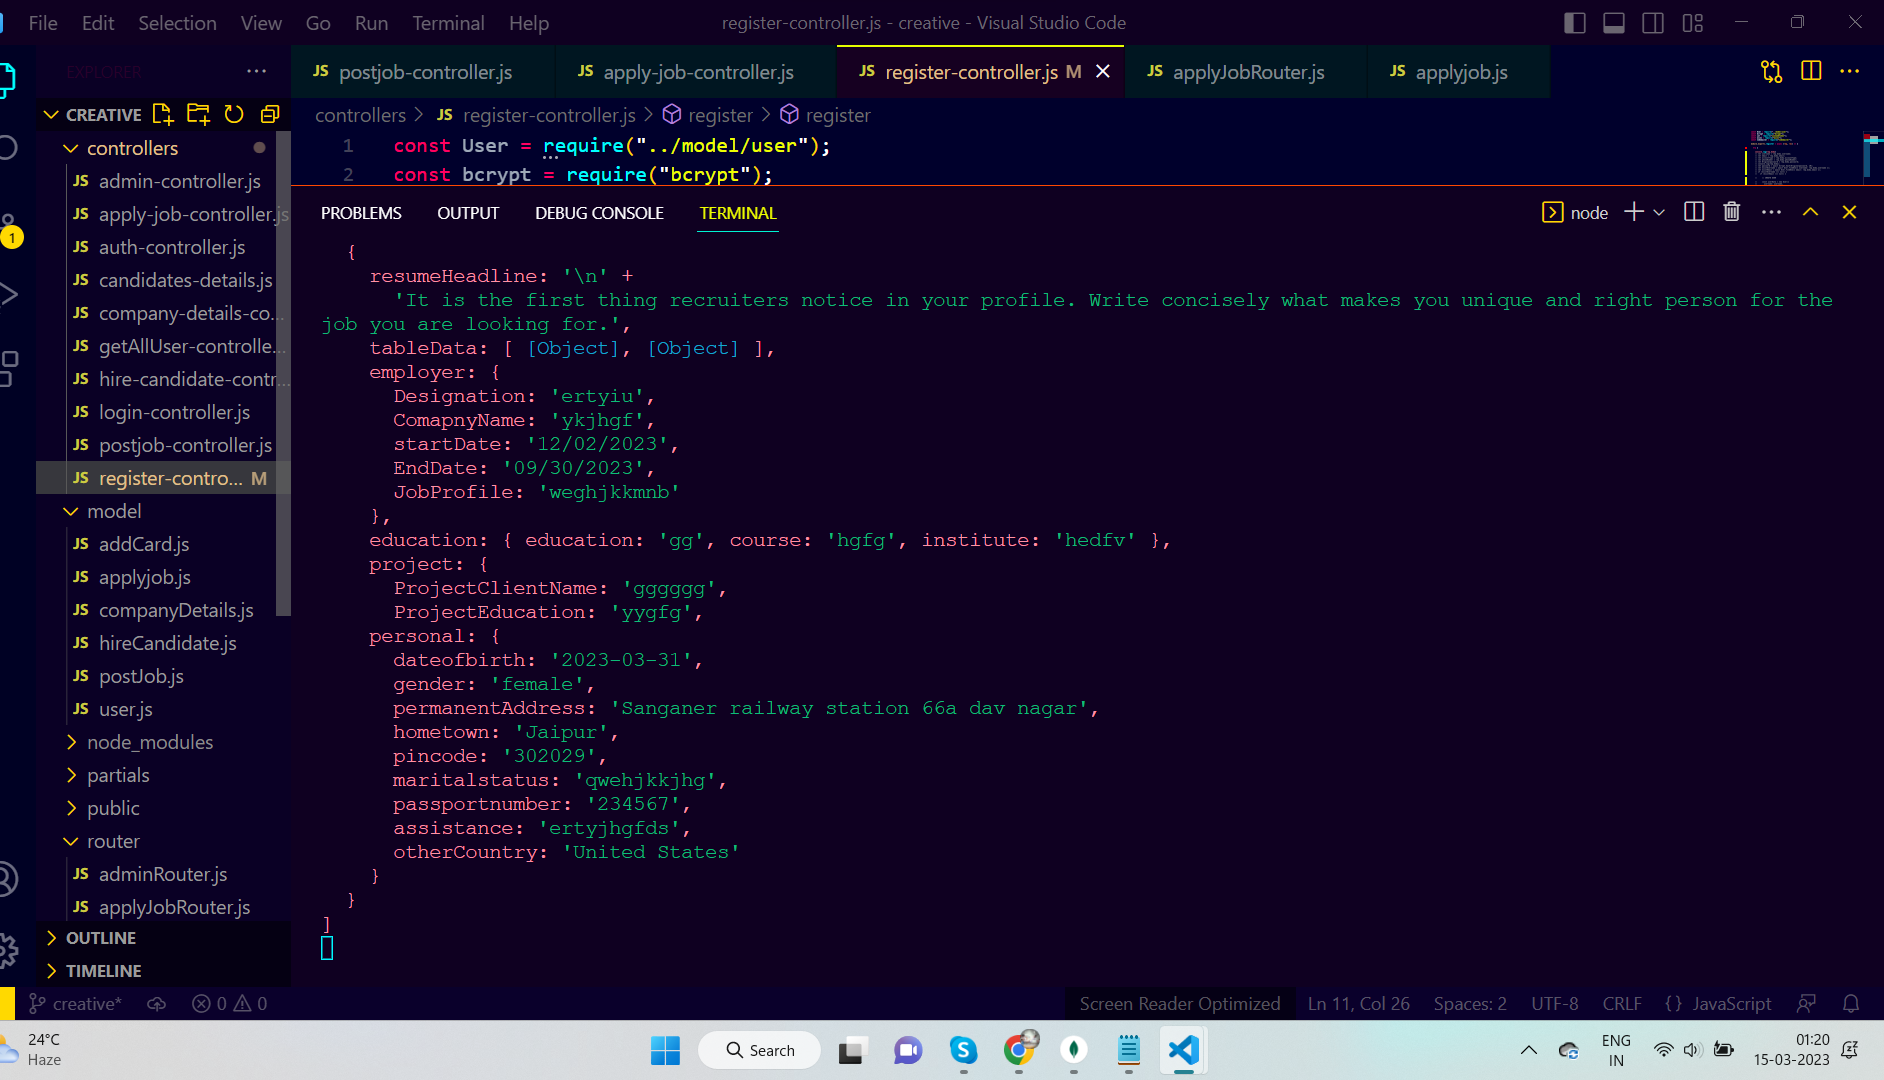 File Edit Selection View Go Run Terminal Help
register-controller.js - creative - Visual Studio Code
EXPLORER
JS postjob-controller.js JS apply-job-controller.js JS register-controller.js M JS applyJobRouter.js JS applyjob.js
CREATIVE
controllers > JS register-controller.js > register > register
controllers
JS admin-controller.js
JS apply-job-controller.js
JS auth-controller.js
JS candidates-details.js
JS company-details-co...
JS getAllUser-controlle...
JS hire-candidate-contr...
JS login-controller.js
JS postjob-controller.js
JS register-contro... M
model
JS addCard.js
JS applyjob.js
JS companyDetails.js
JS hireCandidate.js
JS postJob.js
JS user.js
node_modules
partials
public
router
JS adminRouter.js
JS applyJobRouter.js
OUTLINE
TIMELINE
1
1 const User = require("../model/user");
2 const bcrypt = require("bcrypt");
PROBLEMS OUTPUT DEBUG CONSOLE TERMINAL
node
{
resumeHeadline: '\n' +
'It is the first thing recruiters notice in your profile. Write concisely what makes you unique and right person for the
job you are looking for.',
tableData: [ [Object], [Object] ],
employer: {
Designation: 'ertyiu',
ComapnyName: 'ykjhgf',
startDate: '12/02/2023',
EndDate: '09/30/2023',
JobProfile: 'weghjkkmnb'
},
education: { education: 'gg', course: 'hgfg', institute: 'hedfv' },
project: {
ProjectClientName: 'gggggg',
ProjectEducation: 'yygfg',
personal: {
dateofbirth: '2023-03-31',
gender: 'female',
permanentAddress: 'Sanganer railway station 66a dav nagar',
hometown: 'Jaipur',
pincode: '302029',
maritalstatus: 'qwehjkkjhg',
passportnumber: '234567',
assistance: 'ertyjhgfds',
otherCountry: 'United States'
}
}
]
creative* 0 0
Screen Reader Optimized Ln 11, Col 26 Spaces: 2 UTF-8 CRLF {} JavaScript
24°C
Haze
Search
ENG
IN
01:20
15-03-2023